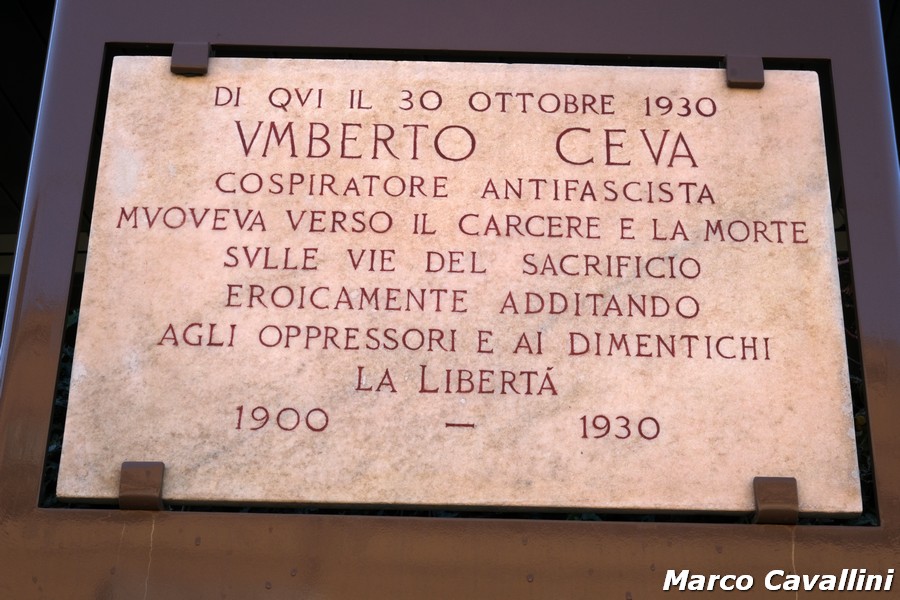 DI QVI IL 30 OTTOBRE 1930
VMBERTO CEVA
COSPIRATORE ANTIFASCISTA
MVOVEVA VERSO IL CARCERE E LA MORTE
SVLLE VIE DEL SACRIFICIO
EROICAMENTE ADDITANDO
AGLI OPPRESSORI E AI DIMENTICHI
LA LIBERTÁ
1900 — 1930
Marco Cavallini